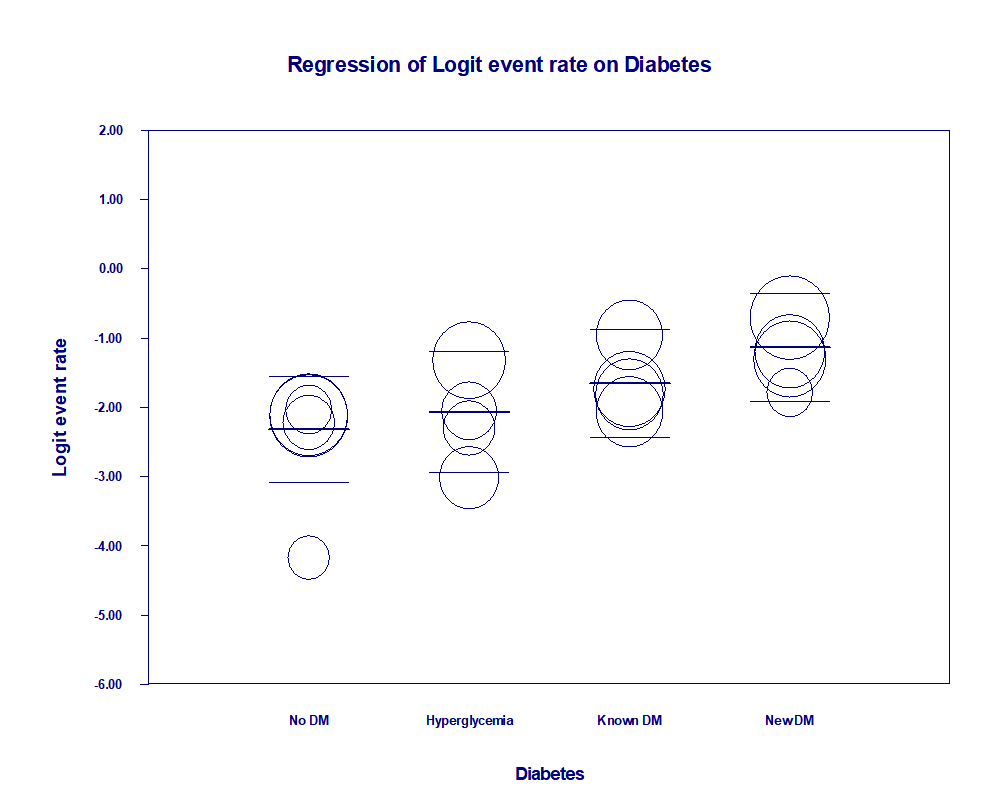 Regression of Logit event rate on Diabetes
2.00
1.00
0.00
-1.00
-2.00
-3.00
-4.00
-5.00
-6.00
Logit event rate
No DM Hyperglycemia Known DM NewDM
Diabetes